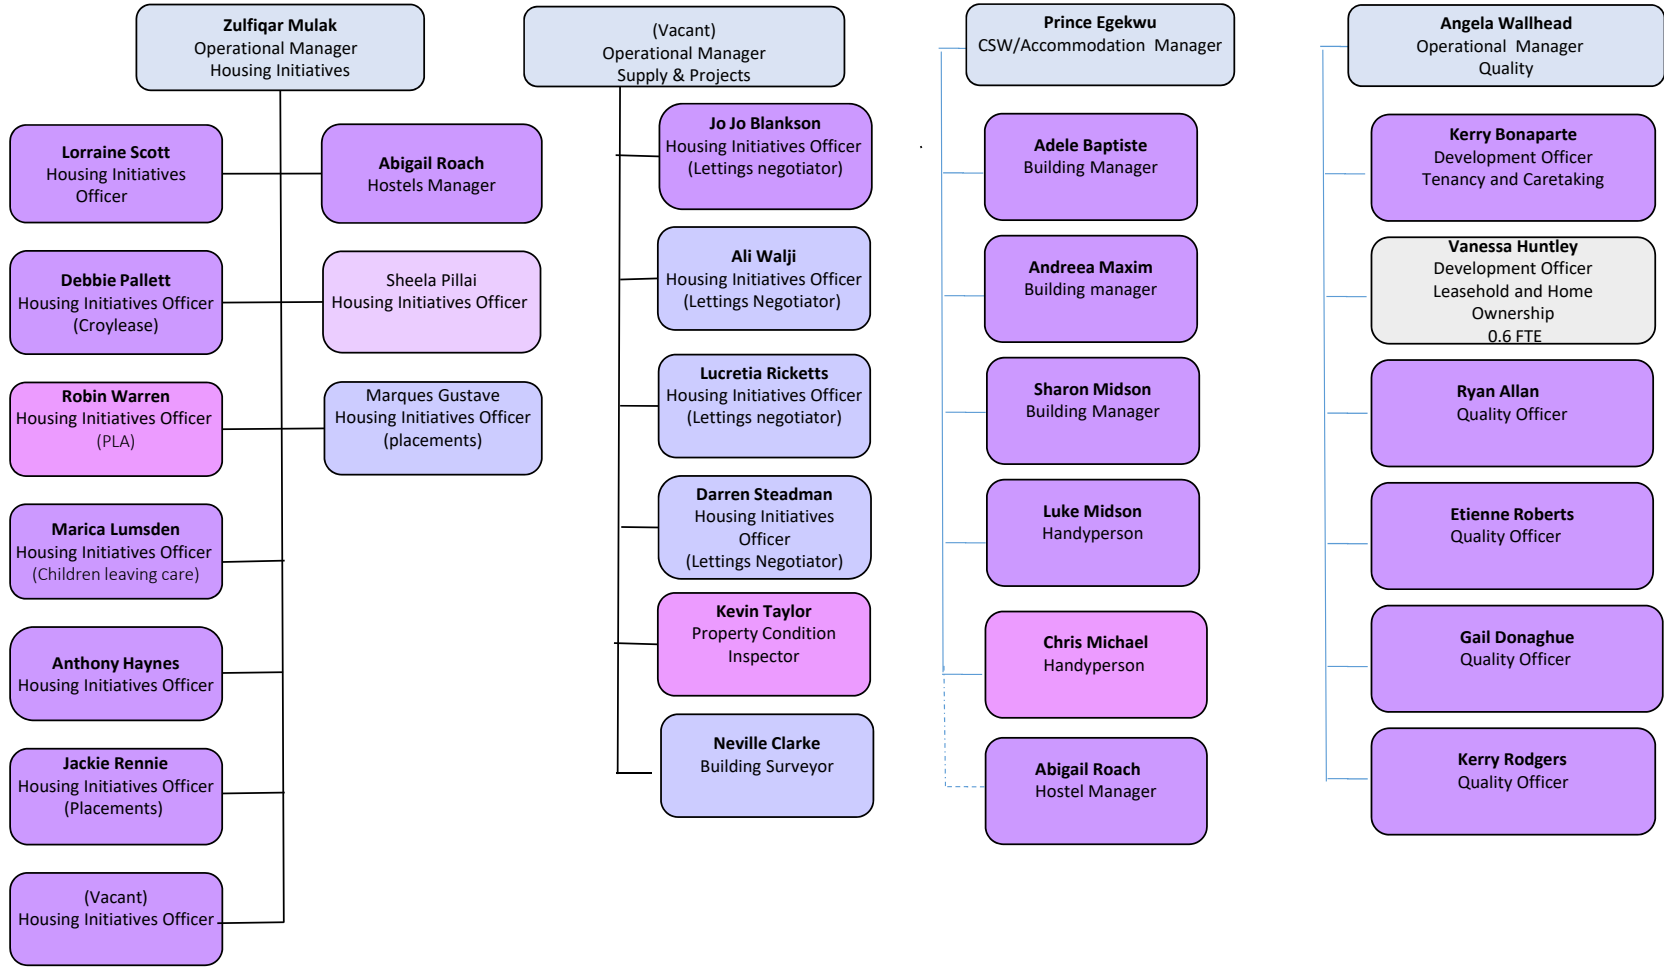 Zulfiqar Mulak
Operational Manager
Housing Initiatives
Lorraine Scott
Housing Initiatives
Officer
Abigail Roach
Hostels Manager
Debbie Pallett
Housing Initiatives Officer
(Croylease)
Sheela Pillai
Housing Initiatives Officer
Robin Warren
Housing Initiatives Officer
(PLA)
Marques Gustave
Housing Initiatives Officer
(placements)
Marica Lumsden
Housing Initiatives Officer
(Children leaving care)
Anthony Haynes
Housing Initiatives Officer
Jackie Rennie
Housing Initiatives Officer
(Placements)
(Vacant)
Housing Initiatives Officer
(Vacant)
Operational Manager
Supply & Projects
Jo Jo Blankson
Housing Initiatives Officer
(Lettings negotiator)
Ali Walji
Housing Initiatives Officer
(Lettings Negotiator)
Lucretia Ricketts
Housing Initiatives Officer
(Lettings negotiator)
Darren Steadman
Housing Initiatives
Officer
(Lettings Negotiator)
Kevin Taylor
Property Condition
Inspector
Neville Clarke
Building Surveyor
Prince Egekwu
CSW/Accommodation Manager
.
Adele Baptiste
Building Manager
Andreea Maxim
Building manager
Sharon Midson
Building Manager
Luke Midson
Handyperson
Chris Michael
Handyperson
Abigail Roach
Hostel Manager
Angela Wallhead
Operational Manager
Quality
Kerry Bonaparte
Development Officer
Tenancy and Caretaking
Vanessa Huntley
Development Officer
Leasehold and Home
Ownership
0.6 FTE
Ryan Allan
Quality Officer
Etienne Roberts
Quality Officer
Gail Donaghue
Quality Officer
Kerry Rodgers
Quality Officer